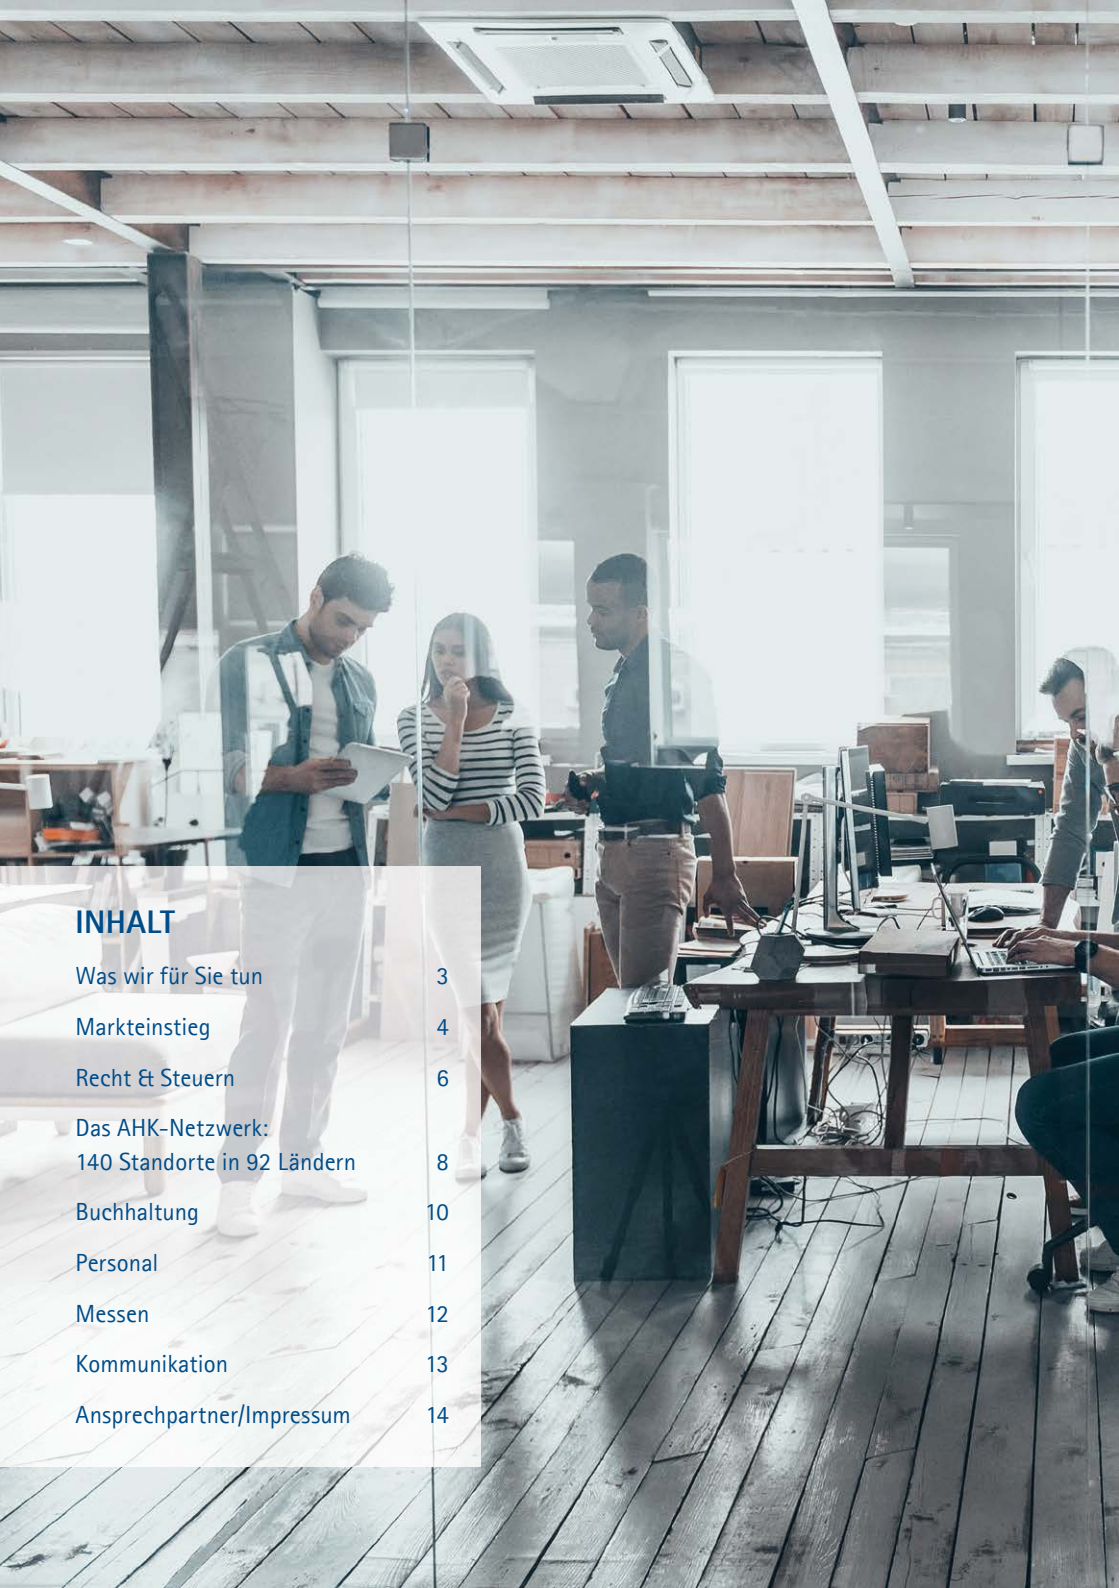 INHALT
Was wir für Sie tun 3
Markteinstieg 4
Recht & Steuern 6
Das AHK-Netzwerk:
140 Standorte in 92 Ländern 8
Buchhaltung 10
Personal 11
Messen 12
Kommunikation 13
Ansprechpartner/Impressum 14